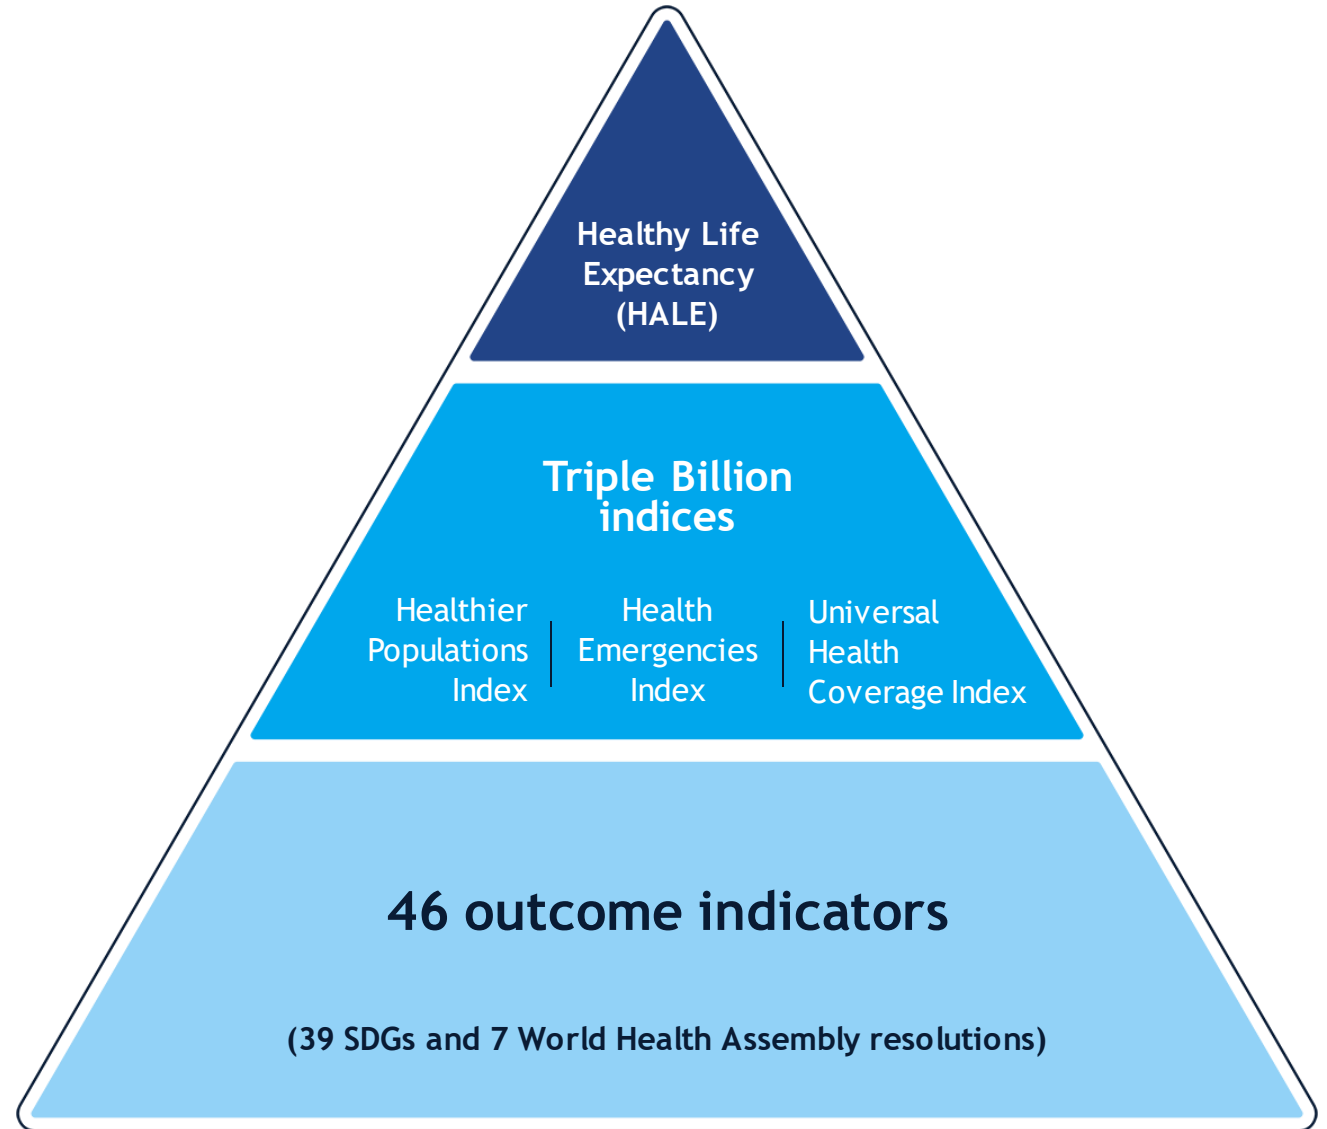 Healthy Life
Expectancy
(HALE)
Triple Billion
indices
Healthier
Populations
Index
Health
Emergencies
Index
Universal
Health
Coverage Index
46 outcome indicators
(39 SDGs and 7 World Health Assembly resolutions)